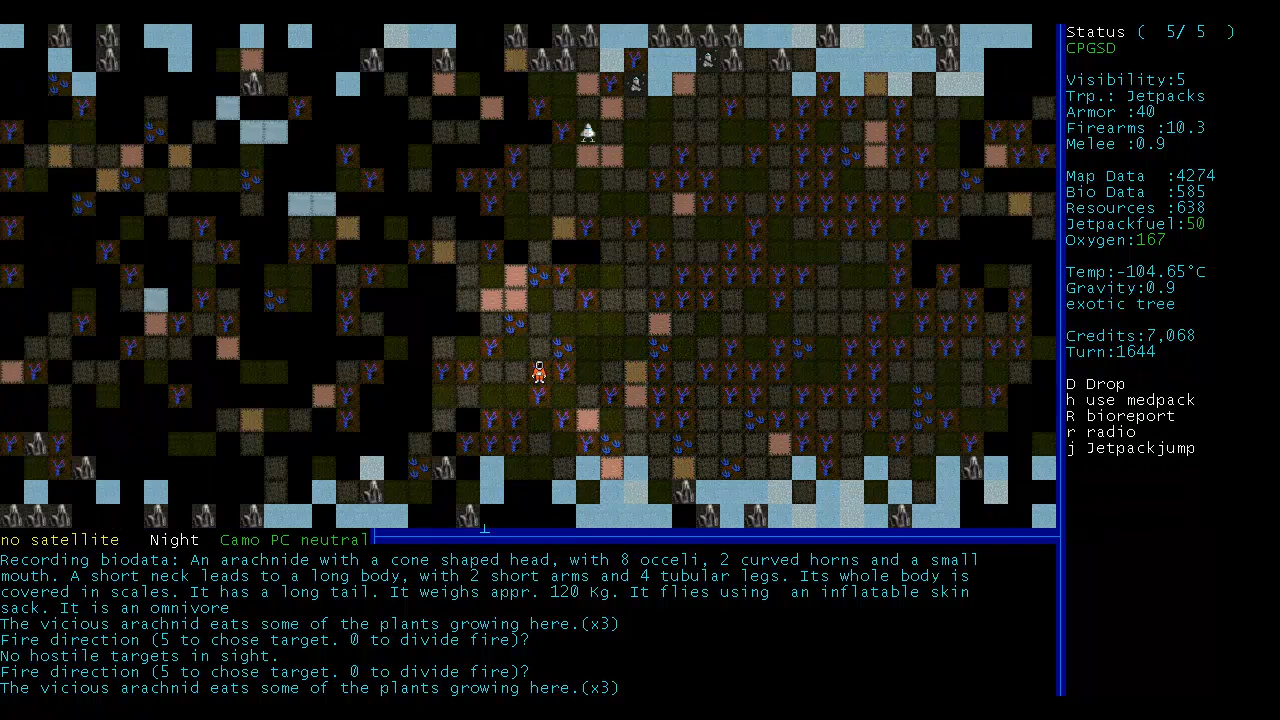 Status (  5/ 5  )
CPGSD
Visibility:5
Trp.: Jetpacks
Armor :40
Firearms :10.3
Melee :0.9
Map Data  :4274
Bio Data  :585
Resources :638
Jetpackfuel:50
Oxygen:167
Temp:-104.65°C
Gravity:0.9
exotic tree
Credits:7,068
Turn:1644
D Drop
h use medpack
R bioreport
r radio
j Jetpackjump
no satellite   Night   Camo PC neutral
Recording biodata: An arachnide with a cone shaped head, with 8 occeli, 2 curved horns and a small
mouth. A short neck leads to a long body, with 2 short arms and 4 tubular legs. Its whole body is
covered in scales. It has a long tail. It weighs appr. 120 Kg. It flies using  an inflatable skin
sack. It is an omnivore
The vicious arachnid eats some of the plants growing here.(x3)
Fire direction (5 to chose target. 0 to divide fire)?
No hostile targets in sight.
Fire direction (5 to chose target. 0 to divide fire)?
The vicious arachnid eats some of the plants growing here.(x3)